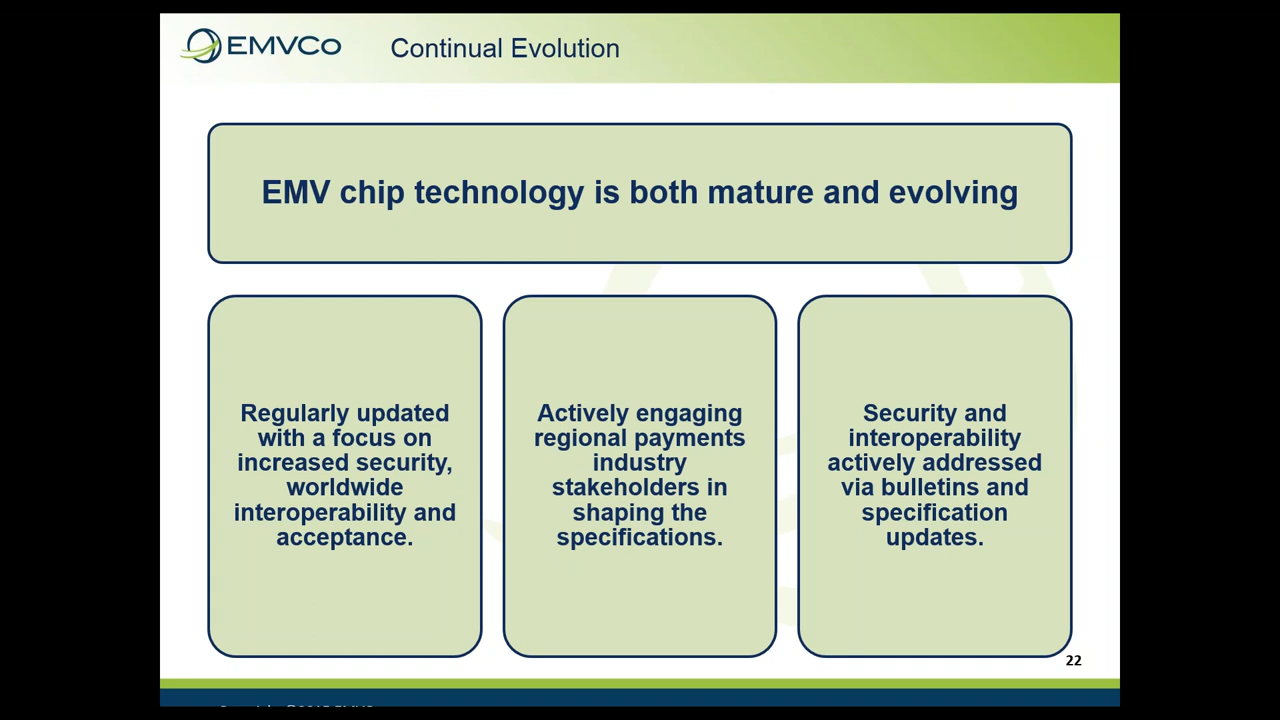 EMVCo
Continual Evolution
EMV chip technology is both mature and evolving
Regularly updated
with a focus on
increased security,
worldwide
interoperability and
acceptance.
Actively engaging
regional payments
industry
stakeholders in
shaping the
specifications.
Security and
interoperability
actively addressed
via bulletins and
specification
updates.
22